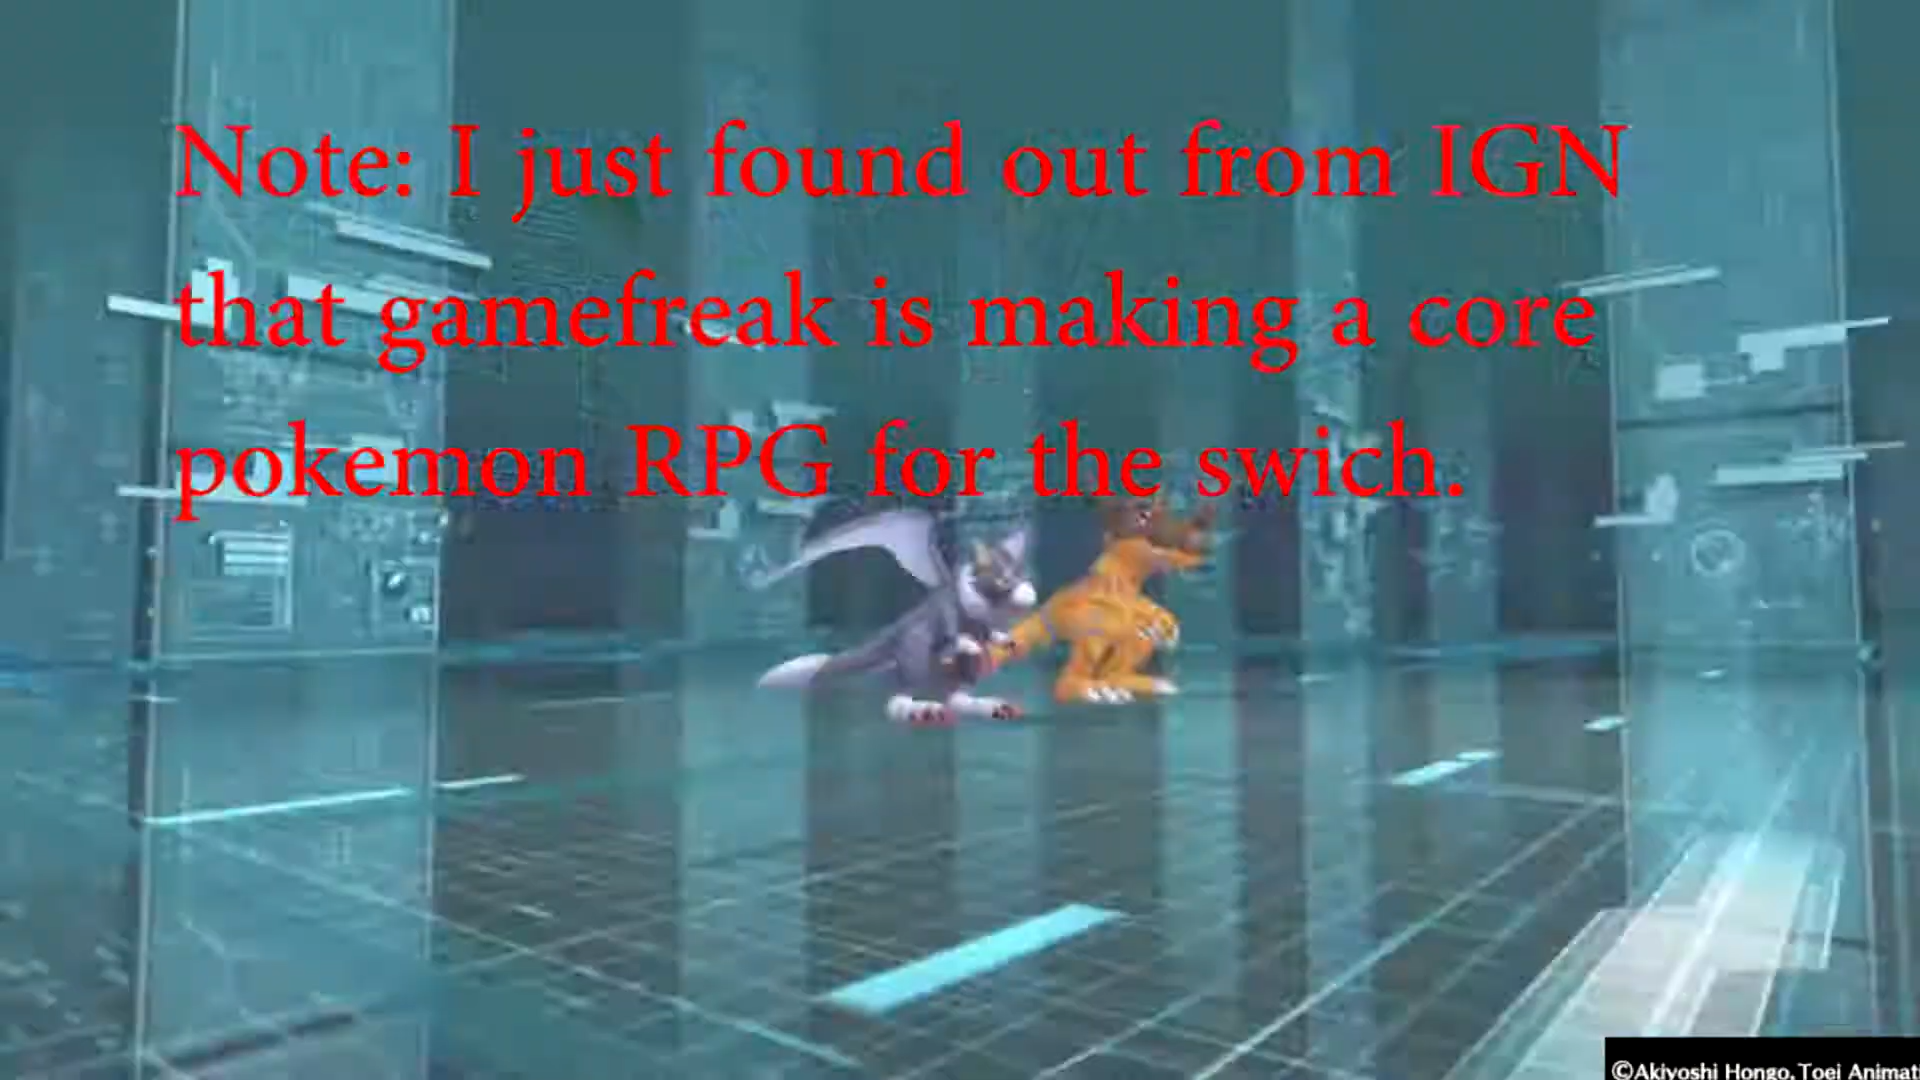 Note: I just found out from IGN
that gamefreak is making a core
pokemon RPG for the swich.
©Akiyoshi Hongo, Toei Animat